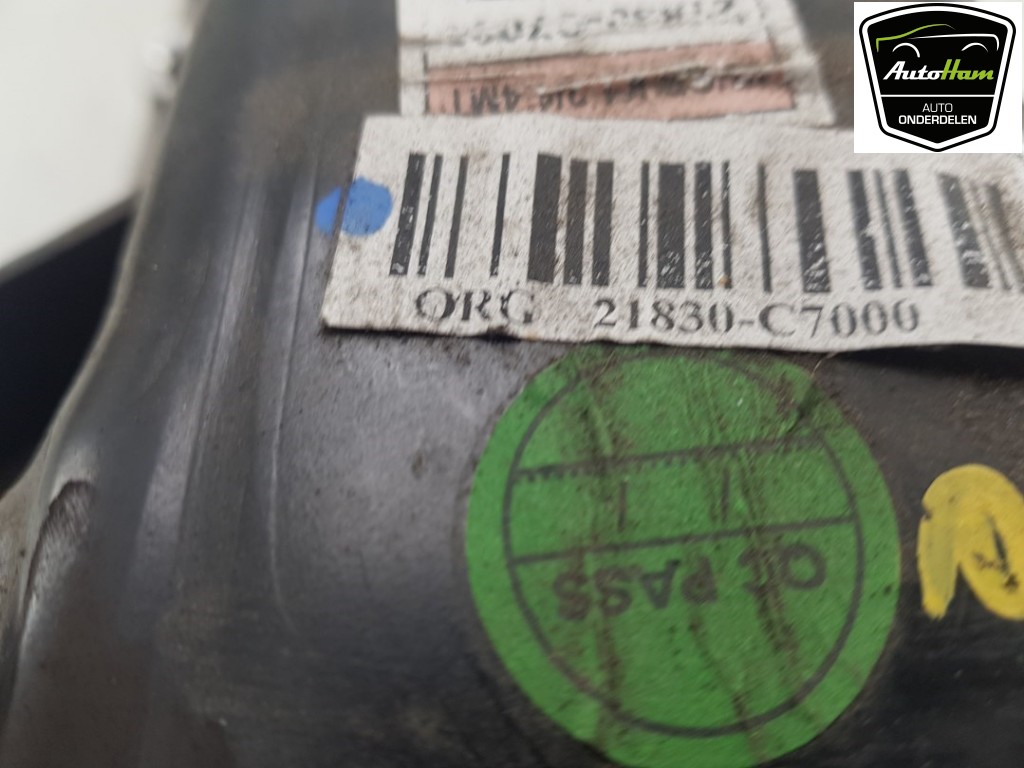 AutoHam
AUTO
ONDERDELEN
ORG 21830-C7000
QC PASS